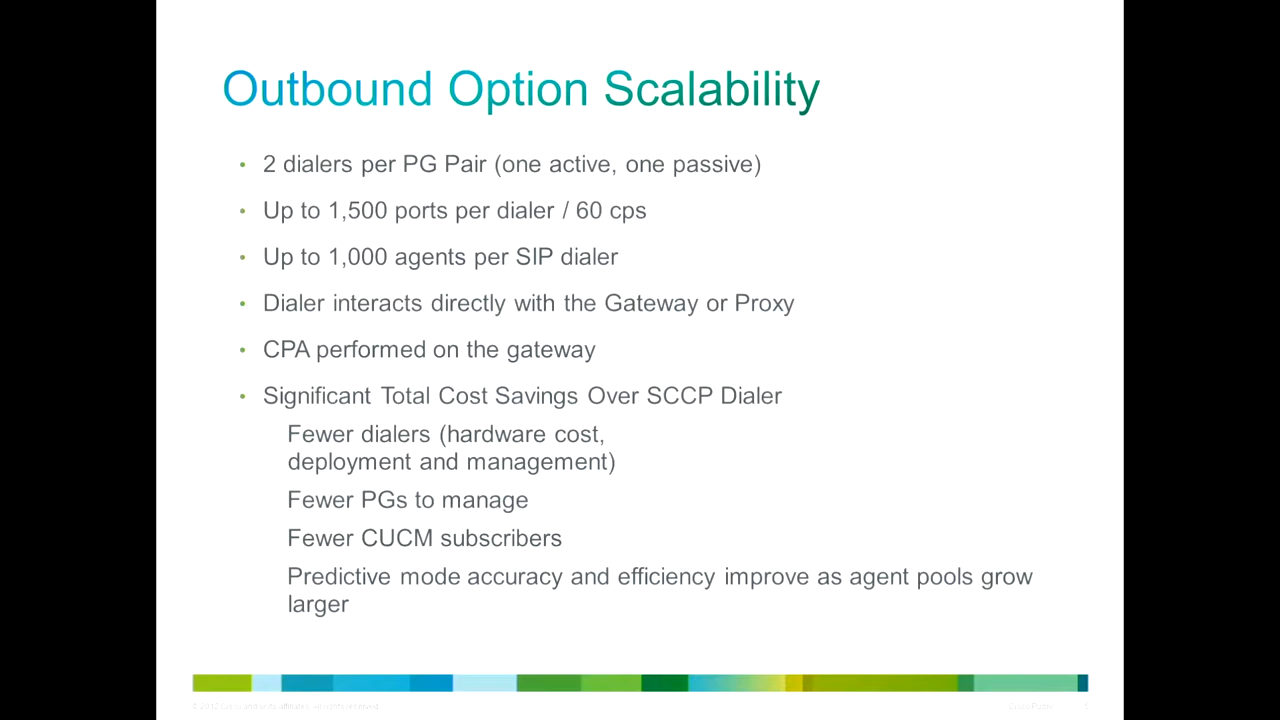 Outbound Option Scalability
• 2 dialers per PG Pair (one active, one passive)
• Up to 1,500 ports per dialer / 60 cps
• Up to 1,000 agents per SIP dialer
• Dialer interacts directly with the Gateway or Proxy
• CPA performed on the gateway
• Significant Total Cost Savings Over SCCP Dialer
Fewer dialers (hardware cost,
deployment and management)
Fewer PGs to manage
Fewer CUCM subscribers
Predictive mode accuracy and efficiency improve as agent pools grow
larger